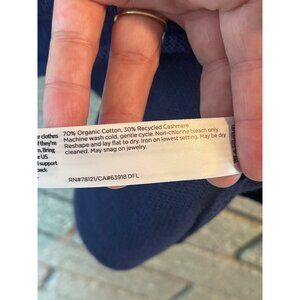 70% Organic Cotton, 30% Recycled Cashmere
Machine wash cold, gentle cycle. Non-chlorine bleach only.
Reshape and lay flat to dry. Iron on lowest setting. May be dry
cleaned. May snag on jewelry.
RN#78121/CA#63918 DFL
r clothes
f they're
n. Bring
r US
support
back.